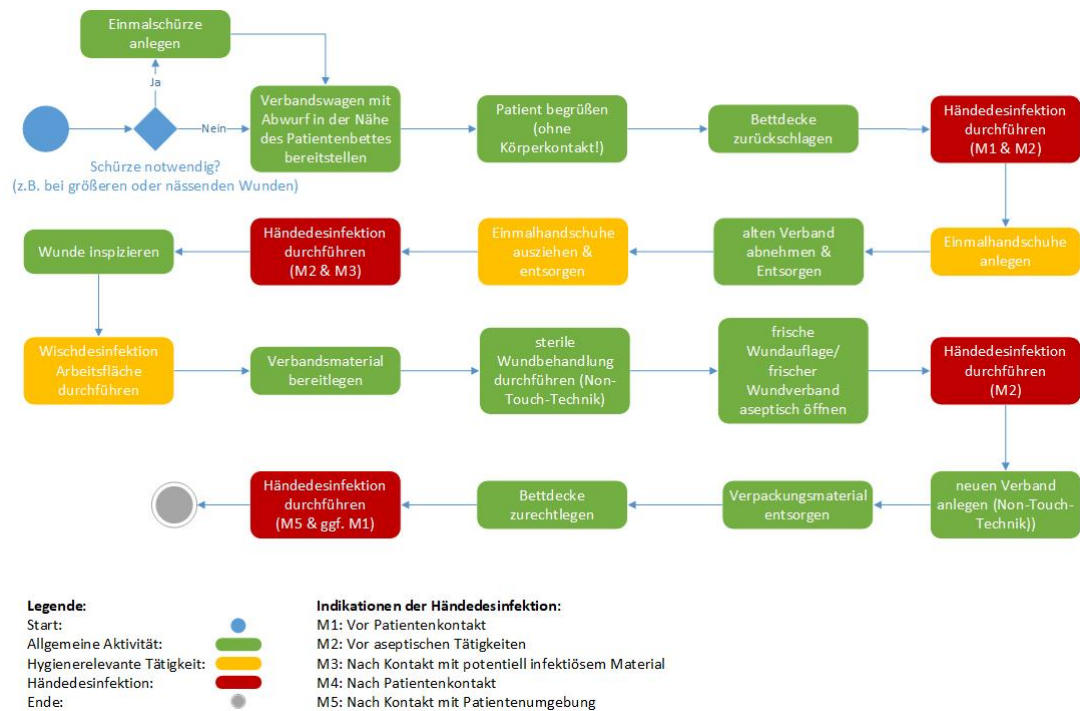 Einmalschürze
anlegen
Ja
Nein
Schürze notwendig?
(z.B. bei größeren oder nässenden Wunden)
Verbandswagen mit
Abwurf in der Nähe
des Patientenbettes
bereitstellen
Patient begrüßen
(ohne
Körperkontakt!)
Bettdecke
zurückschlagen
Händedesinfektion
durchführen
(M1 & M2)
Einmalhandschuhe
anlegen
alten Verband
abnehmen &
Entsorgen
Einmalhandschuhe
ausziehen &
entsorgen
Händedesinfektion
durchführen
(M2 & M3)
Wunde inspizieren
Wischdesinfektion
Arbeitsfläche
durchführen
Verbandsmaterial
bereitlegen
sterile
Wundbehandlung
durchführen (Non-
Touch-Technik)
frische
Wundauflage/
frischer
Wundverband
aseptisch öffnen
Händedesinfektion
durchführen
(M2)
neuen Verband
anlegen (Non-Touch-
Technik))
Verpackungsmaterial
entsorgen
Bettdecke
zurechtlegen
Händedesinfektion
durchführen
(M5 & ggf. M1)
Legende:
Start:
Allgemeine Aktivität:
Hygienerelevante Tätigkeit:
Händedesinfektion:
Ende:
Indikationen der Händedesinfektion:
M1: Vor Patientenkontakt
M2: Vor aseptischen Tätigkeiten
M3: Nach Kontakt mit potentiell infektiösem Material
M4: Nach Patientenkontakt
M5: Nach Kontakt mit Patientenumgebung